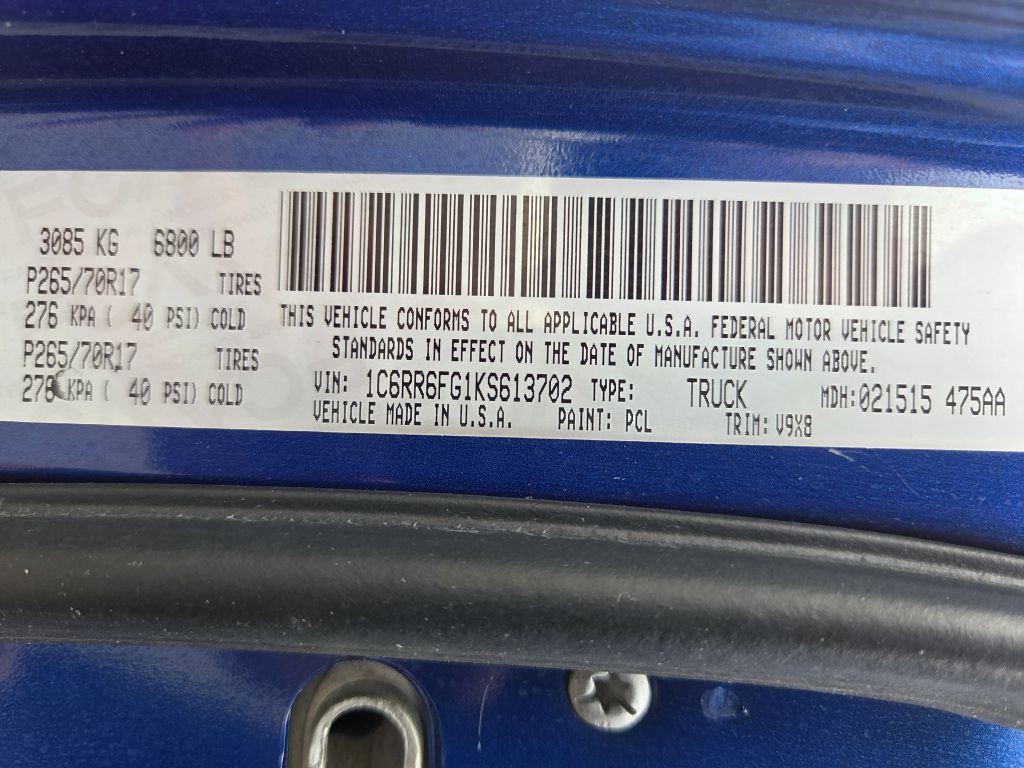 3085 KG 6800 LB
P265/70R17 TIRES
276 KPA ( 40 PSI) COLD
P265/70R17 TIRES
276 KPA ( 40 PSI) COLD
THIS VEHICLE CONFORMS TO ALL APPLICABLE U.S.A. FEDERAL MOTOR VEHICLE SAFETY
STANDARDS IN EFFECT ON THE DATE OF MANUFACTURE SHOWN ABOVE.
VIN: 1C6RR6FG1KS613702 TYPE: TRUCK MDH:021515 475AA
VEHICLE MADE IN U.S.A. PAINT: PCL TRIM: V9X8